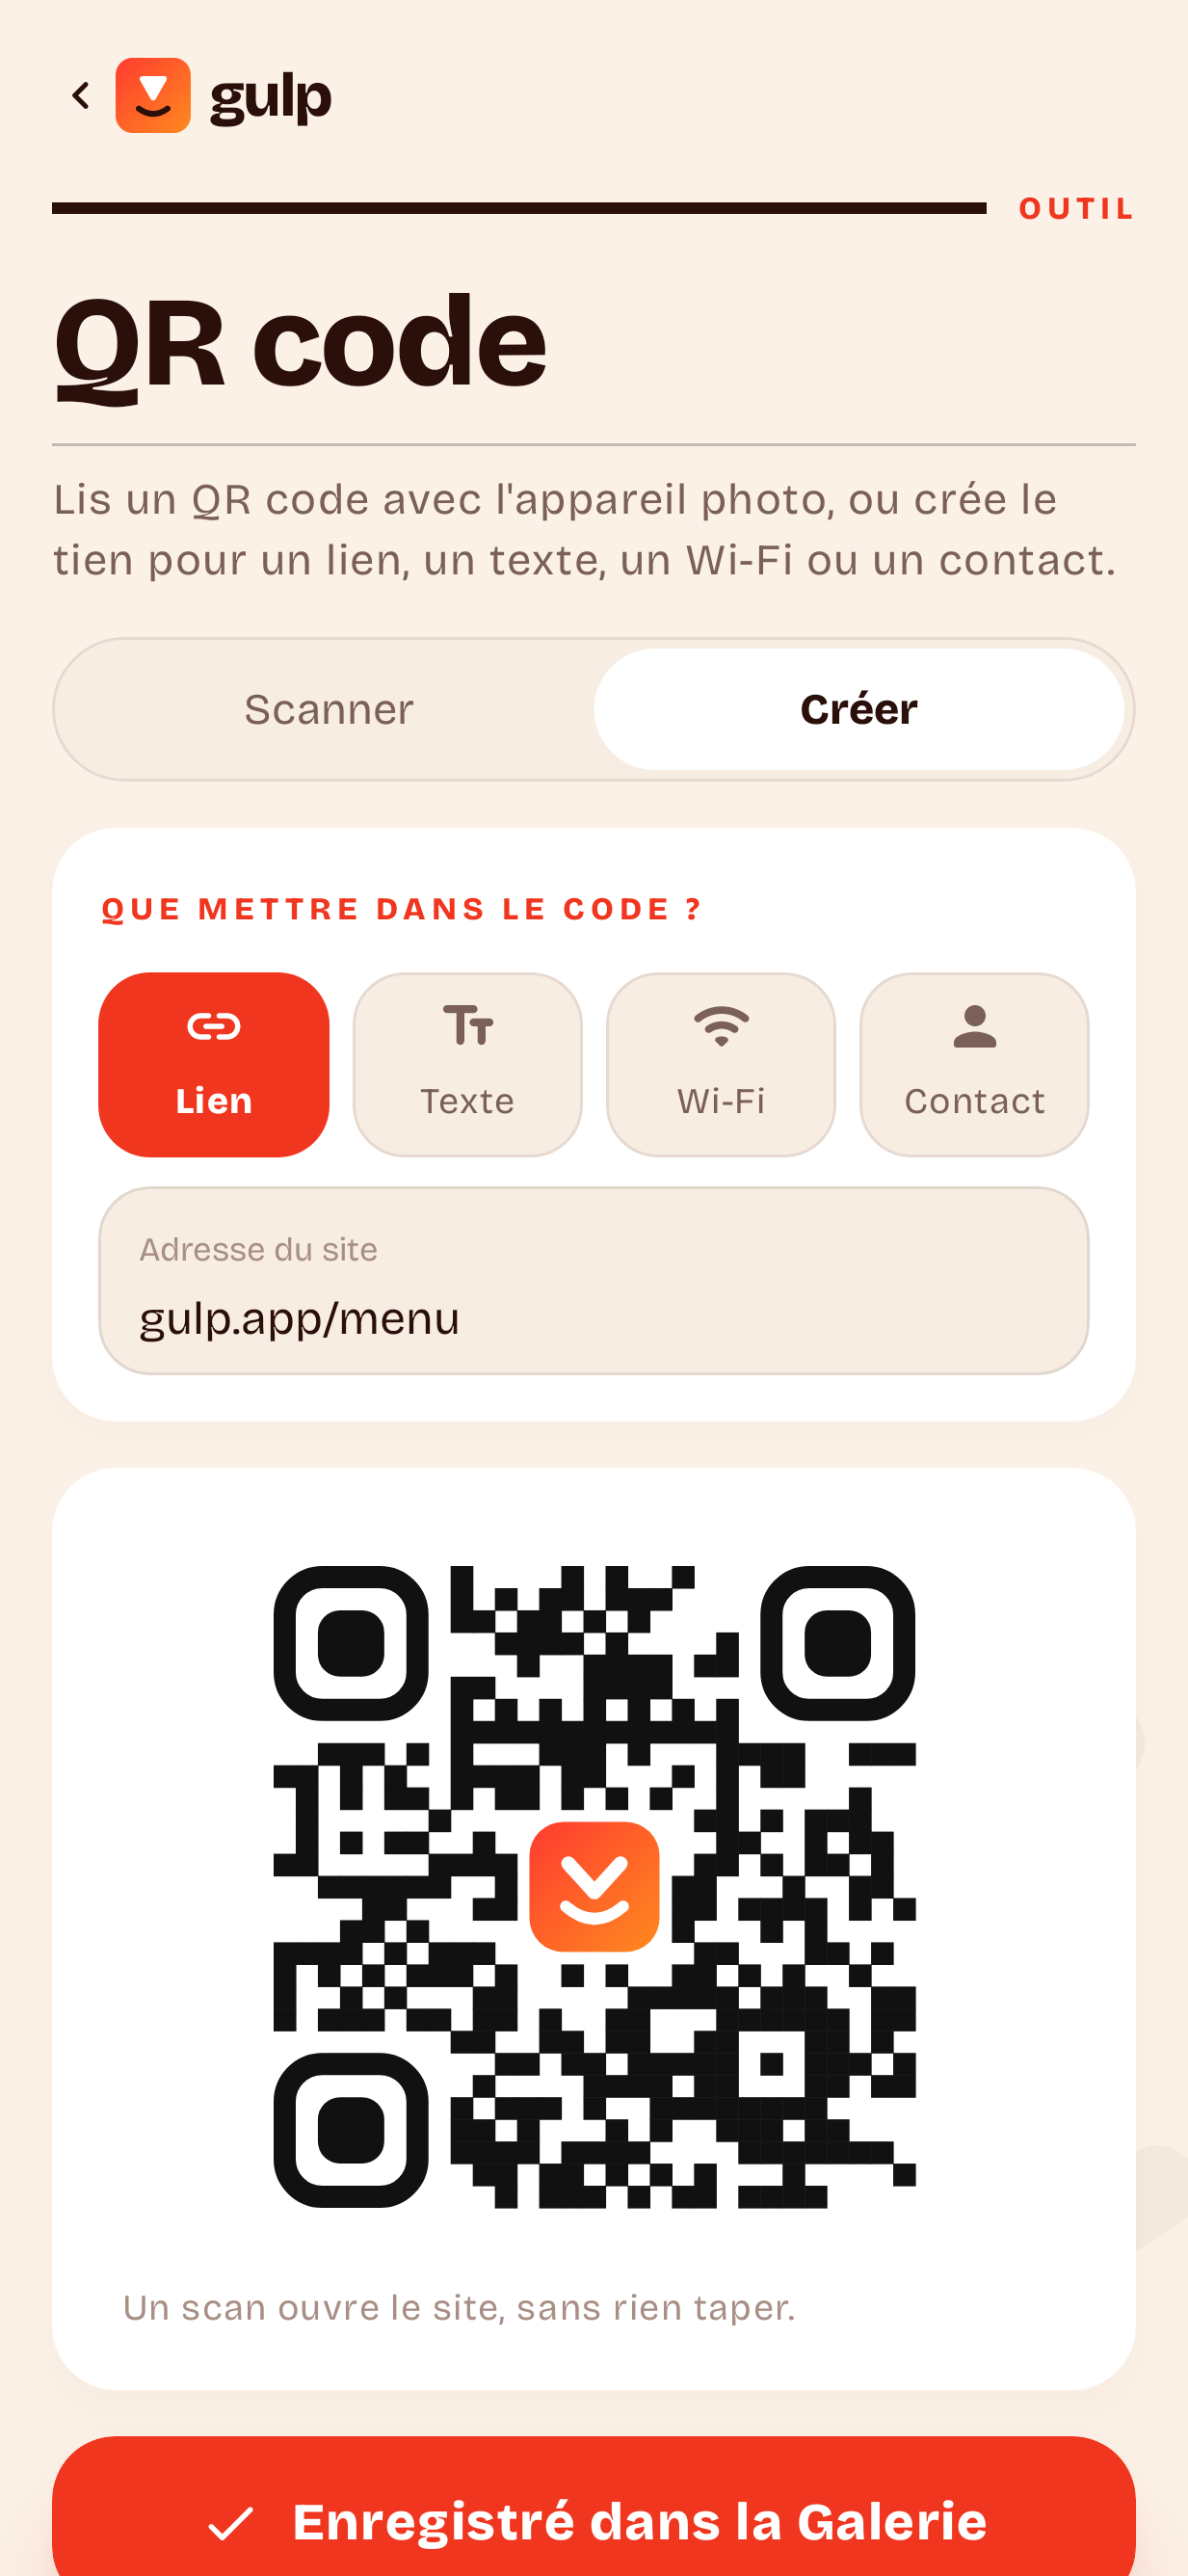 gulp
OUTIL
QR code
Lis un QR code avec l'appareil photo, ou crée le
tien pour un lien, un texte, un Wi-Fi ou un contact.
Scanner
Créer
QUE METTRE DANS LE CODE ?
Lien
Texte
Wi-Fi
Contact
Adresse du site
gulp.app/menu
Un scan ouvre le site, sans rien taper.
Enregistré dans la Galerie